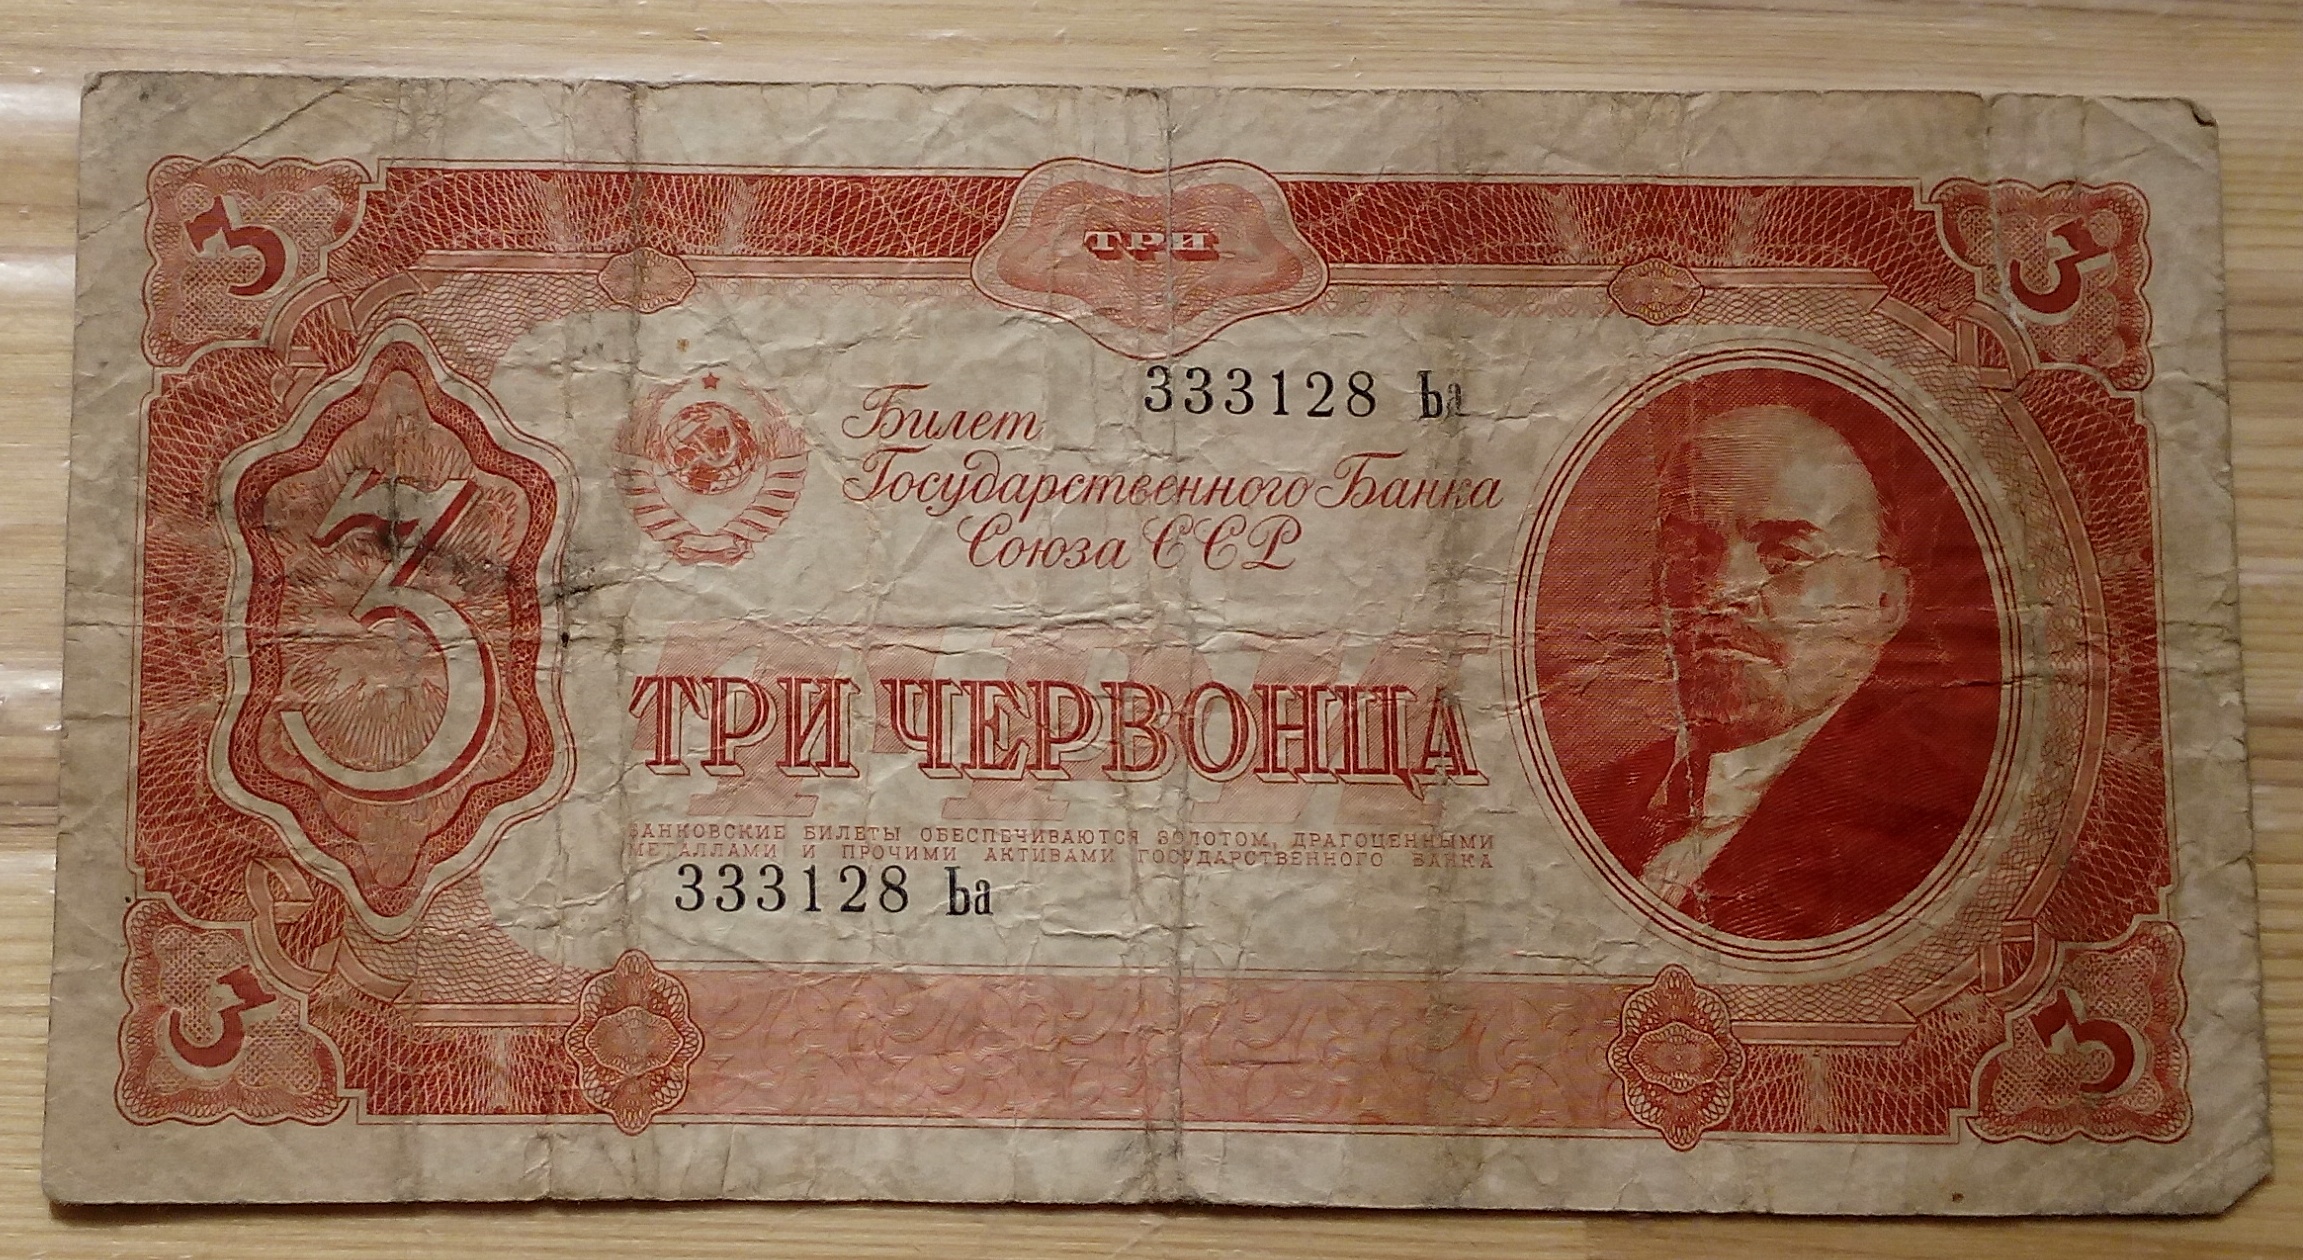 3
ТРИ
3
333128 Ьа
Билет
Государственного Банка
Союза ССР
3
ТРИ
ТРИ ЧЕРВОНЦА
БАНКОВСКИЕ БИЛЕТЫ ОБЕСПЕЧИВАЮТСЯ ЗОЛОТОМ, ДРАГОЦЕННЫМИ
МЕТАЛЛАМИ И ПРОЧИМИ АКТИВАМИ ГОСУДАРСТВЕННОГО БАНКА
333128 Ьа
3
3